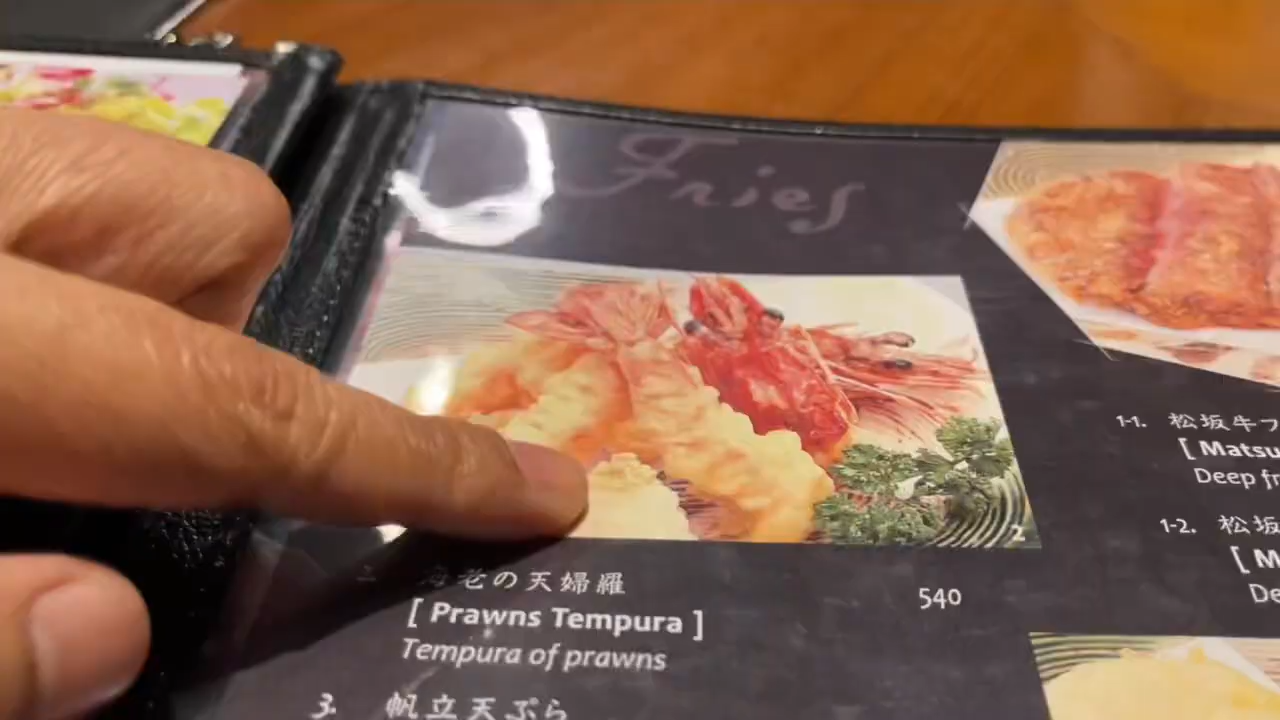 Fries
2
海老の天婦羅 540
[ Prawns Tempura ]
Tempura of prawns
3. 帆立天ぷら
1-1. 松坂牛フ
[ Matsu
Deep fr
1-2. 松坂
[ M
De